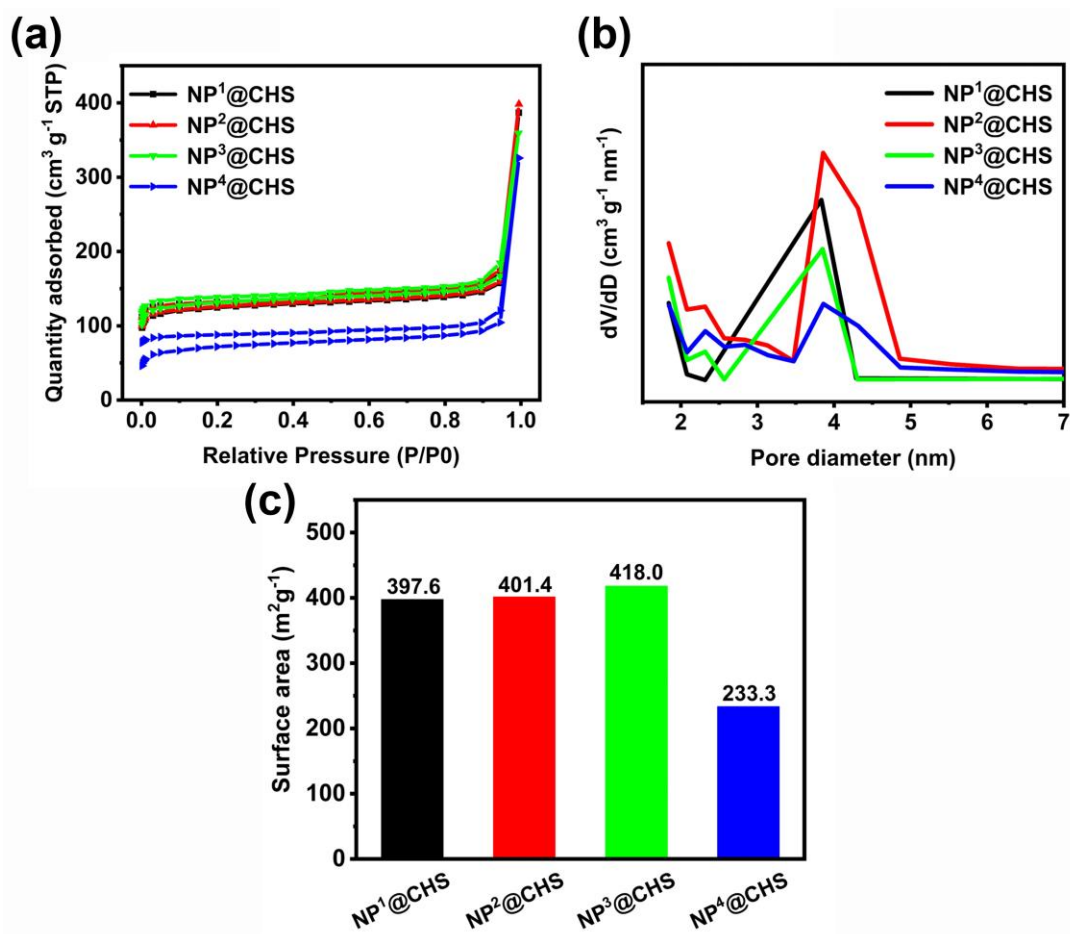 (a)
NP¹@CHS
NP²@CHS
NP³@CHS
NP⁴@CHS
Quantity adsorbed (cm³ g⁻¹ STP)
400
300
200
100
0
0.0 0.2 0.4 0.6 0.8 1.0
Relative Pressure (P/P0)
(b)
NP¹@CHS
NP²@CHS
NP³@CHS
NP⁴@CHS
dV/dD (cm³ g⁻¹ nm⁻¹)
2 3 4 5 6 7
Pore diameter (nm)
(c)
Surface area (m²g⁻¹)
500
400
300
200
100
0
397.6 401.4 418.0 233.3
NP¹@CHS NP²@CHS NP³@CHS NP⁴@CHS